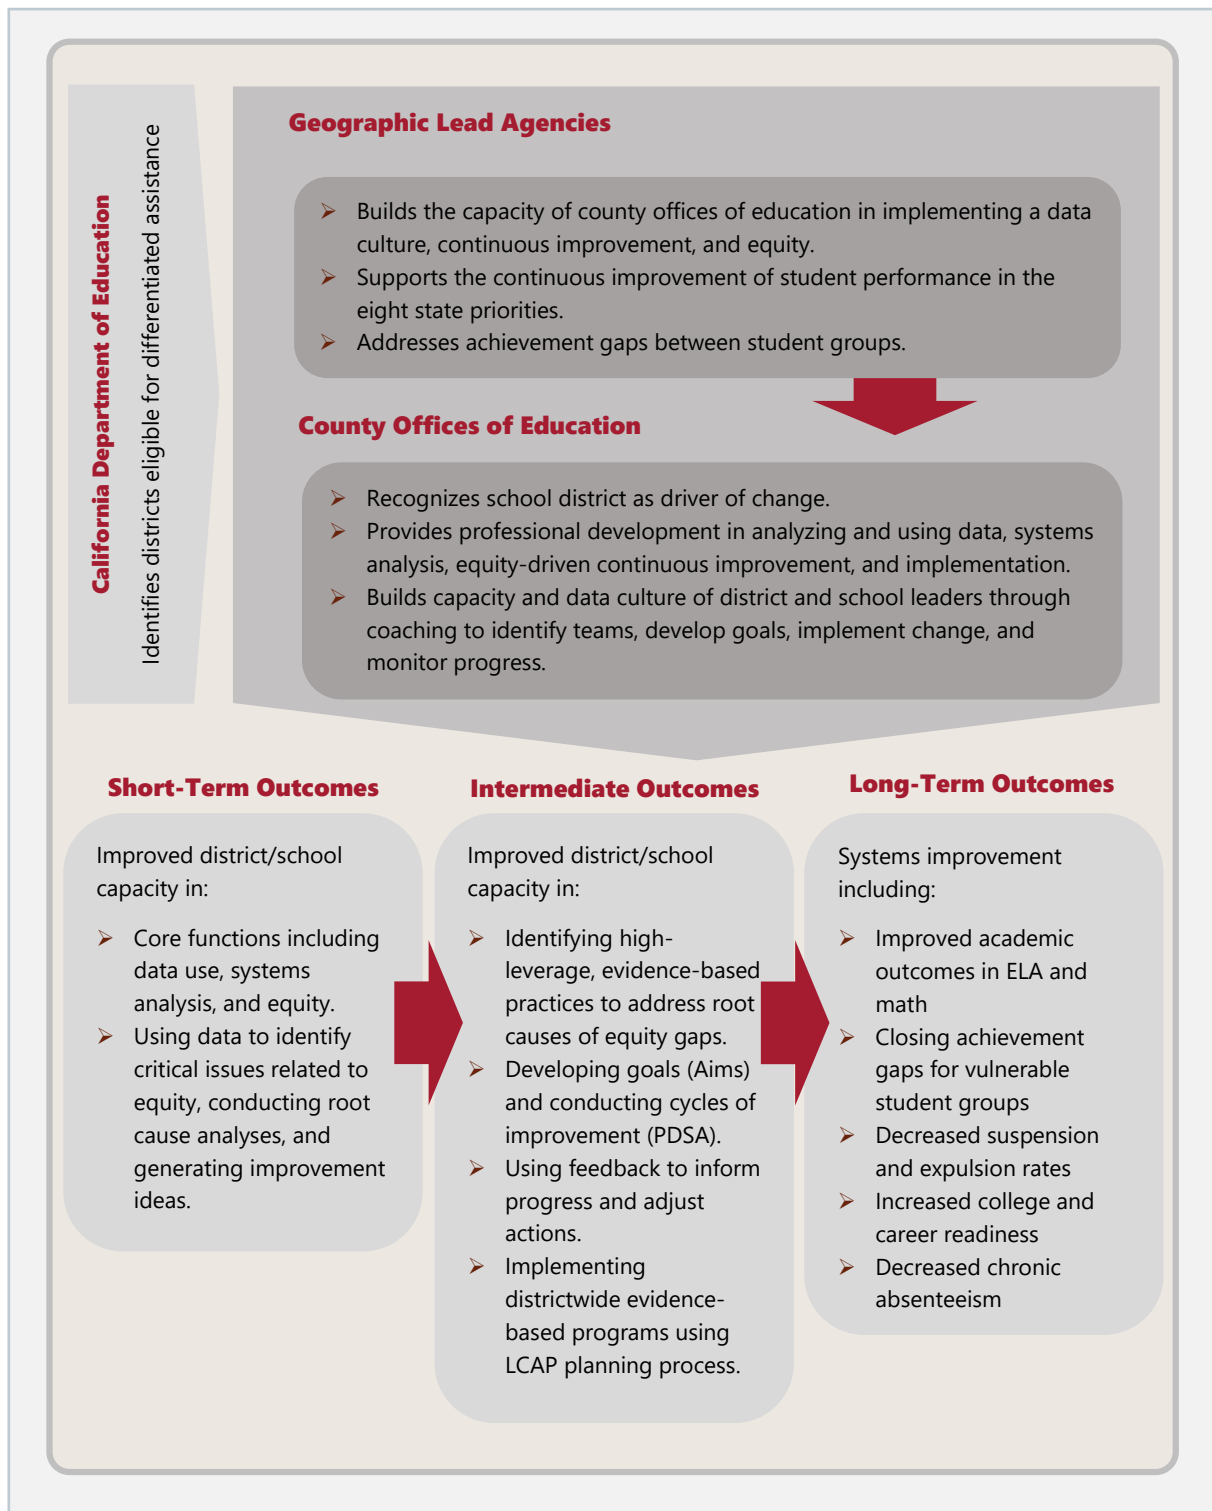 California Department of Education
Identifies districts eligible for differentiated assistance
Geographic Lead Agencies
➢ Builds the capacity of county offices of education in implementing a data
culture, continuous improvement, and equity.
➢ Supports the continuous improvement of student performance in the
eight state priorities.
➢ Addresses achievement gaps between student groups.
County Offices of Education
➢ Recognizes school district as driver of change.
➢ Provides professional development in analyzing and using data, systems
analysis, equity-driven continuous improvement, and implementation.
➢ Builds capacity and data culture of district and school leaders through
coaching to identify teams, develop goals, implement change, and
monitor progress.
Short-Term Outcomes
Improved district/school
capacity in:
➢ Core functions including
data use, systems
analysis, and equity.
➢ Using data to identify
critical issues related to
equity, conducting root
cause analyses, and
generating improvement
ideas.
Intermediate Outcomes
Improved district/school
capacity in:
➢ Identifying high-
leverage, evidence-based
practices to address root
causes of equity gaps.
➢ Developing goals (Aims)
and conducting cycles of
improvement (PDSA).
➢ Using feedback to inform
progress and adjust
actions.
➢ Implementing
districtwide evidence-
based programs using
LCAP planning process.
Long-Term Outcomes
Systems improvement
including:
➢ Improved academic
outcomes in ELA and
math
➢ Closing achievement
gaps for vulnerable
student groups
➢ Decreased suspension
and expulsion rates
➢ Increased college and
career readiness
➢ Decreased chronic
absenteeism